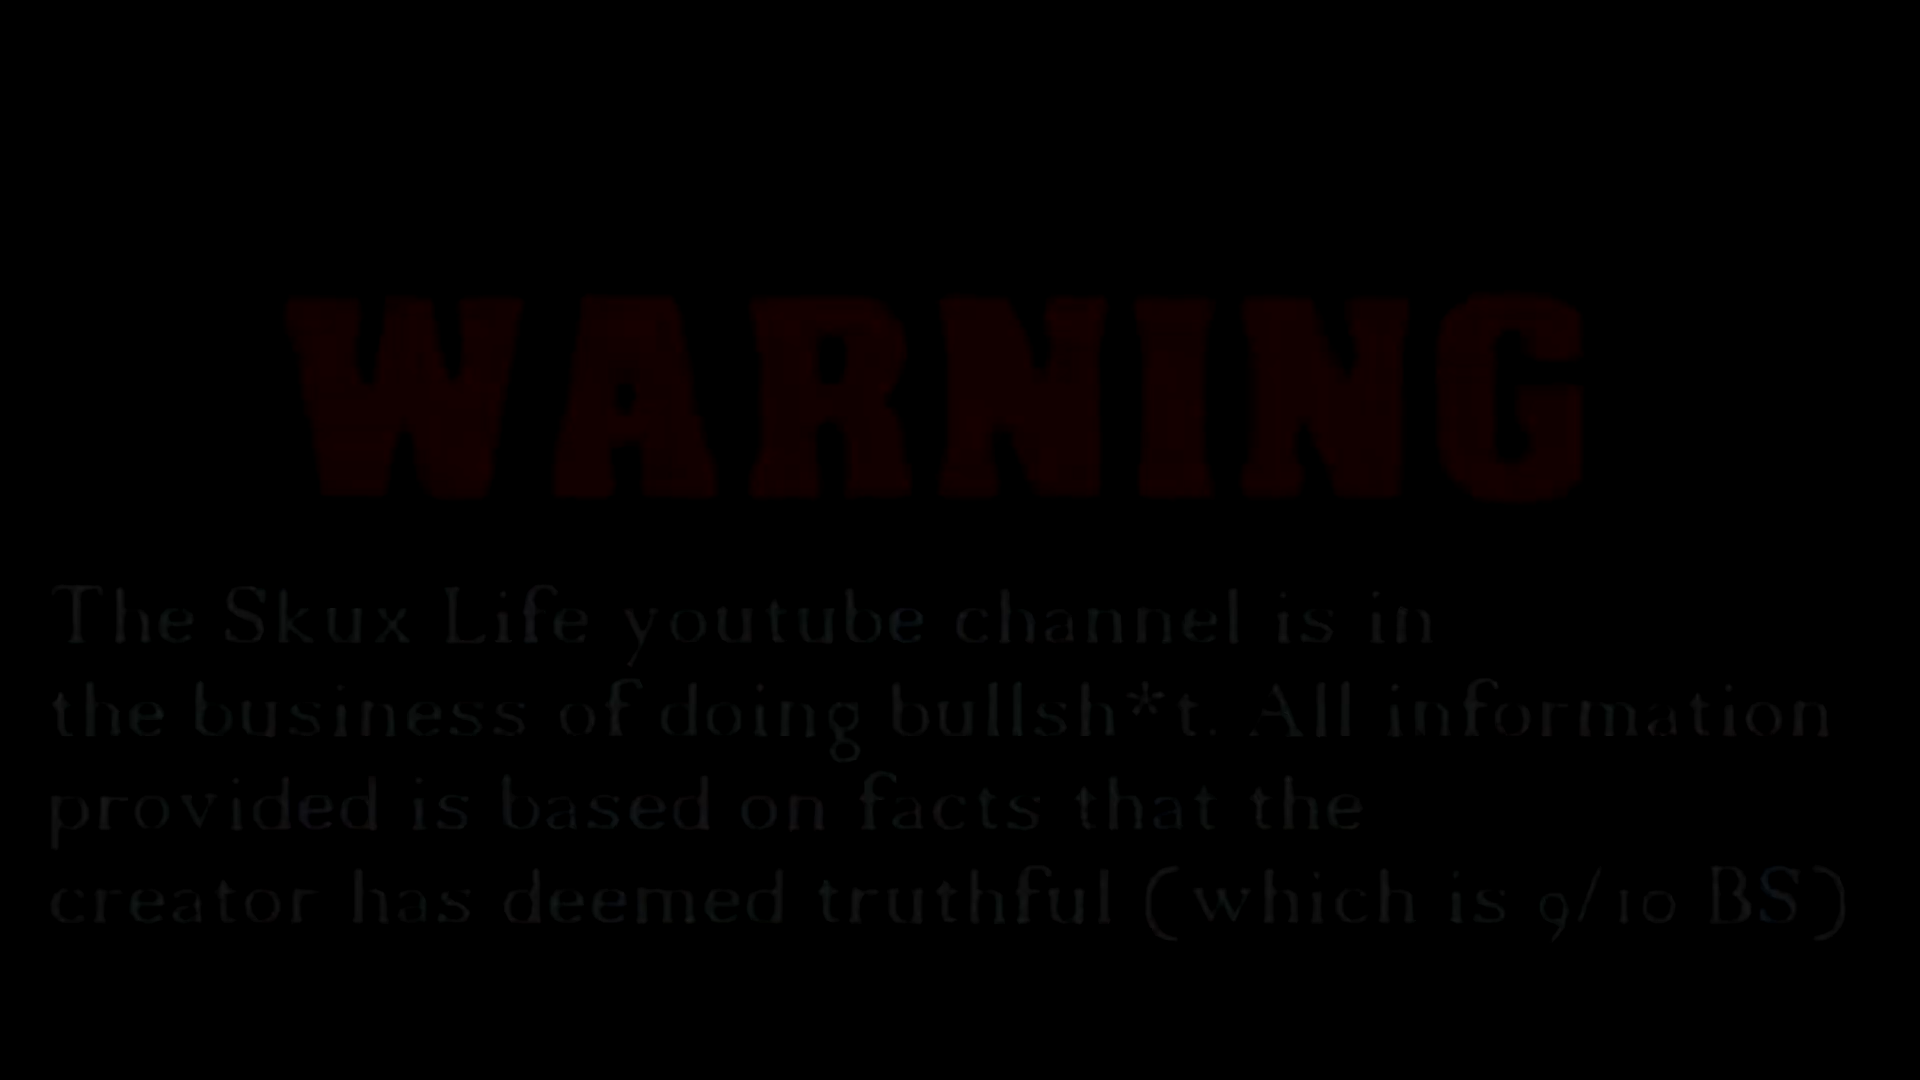 WARNING
The Skux Life youtube channel is in
the business of doing bullsh*t. All information
provided is based on facts that the
creator has deemed truthful (which is 9/10 BS)